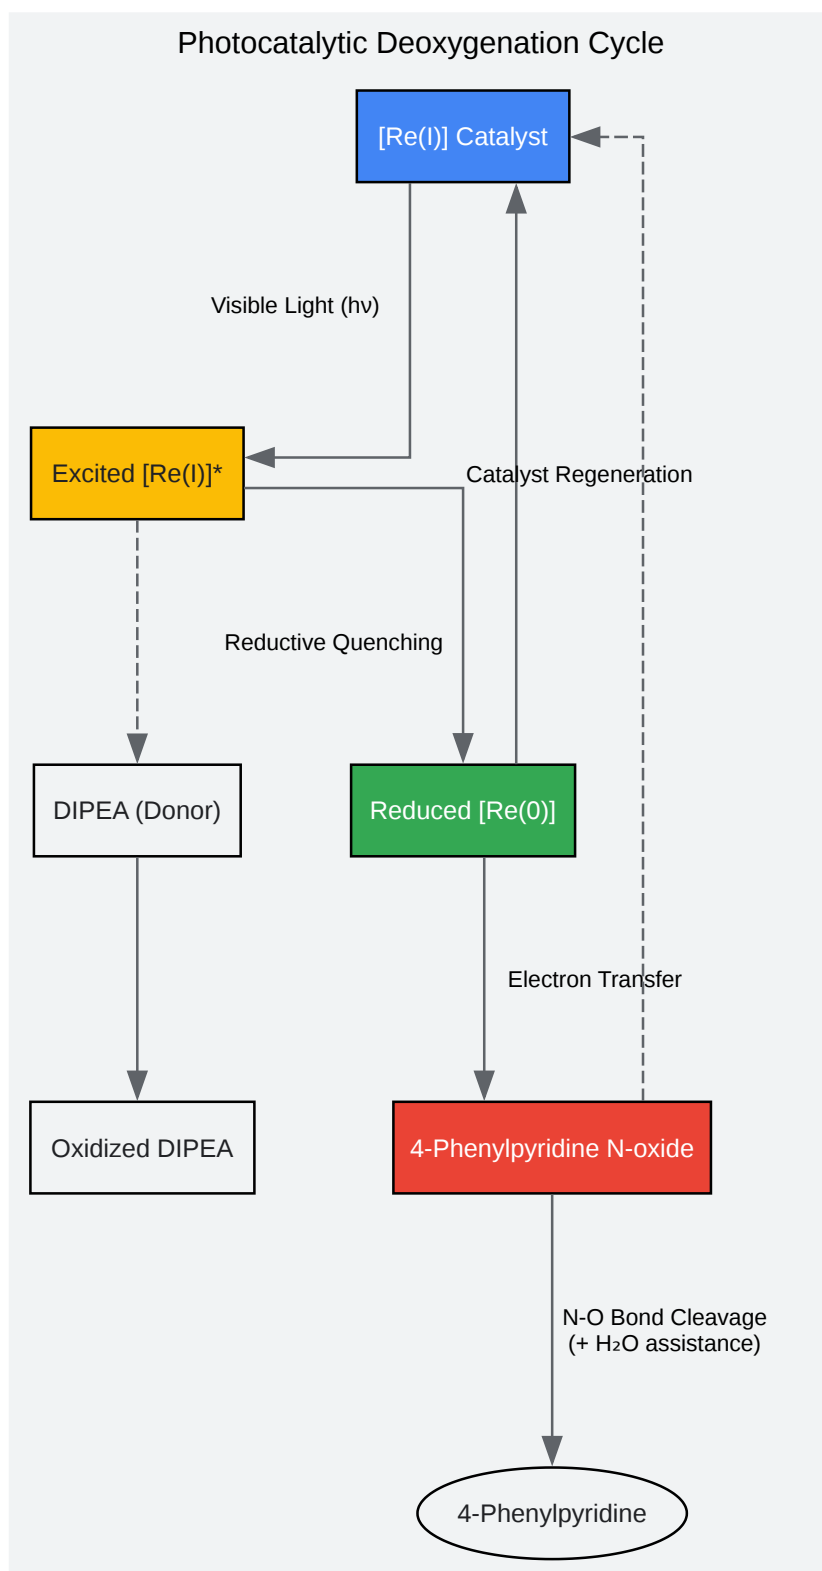 Photocatalytic Deoxygenation Cycle
[Re(I)] Catalyst
Visible Light (hν)
Excited [Re(I)]*
Catalyst Regeneration
Reductive Quenching
DIPEA (Donor)
Reduced [Re(0)]
Electron Transfer
Oxidized DIPEA
4-Phenylpyridine N-oxide
N-O Bond Cleavage
(+ H₂O assistance)
4-Phenylpyridine